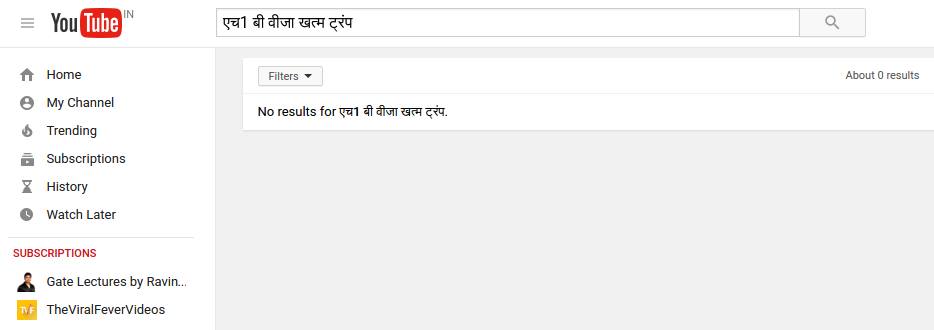 YouTube IN
एच1 बी वीजा खत्म ट्रंप
Home
My Channel
Trending
Subscriptions
History
Watch Later
SUBSCRIPTIONS
Gate Lectures by Ravin...
TheViralFeverVideos
Filters
About 0 results
No results for एच1 बी वीजा खत्म ट्रंप.